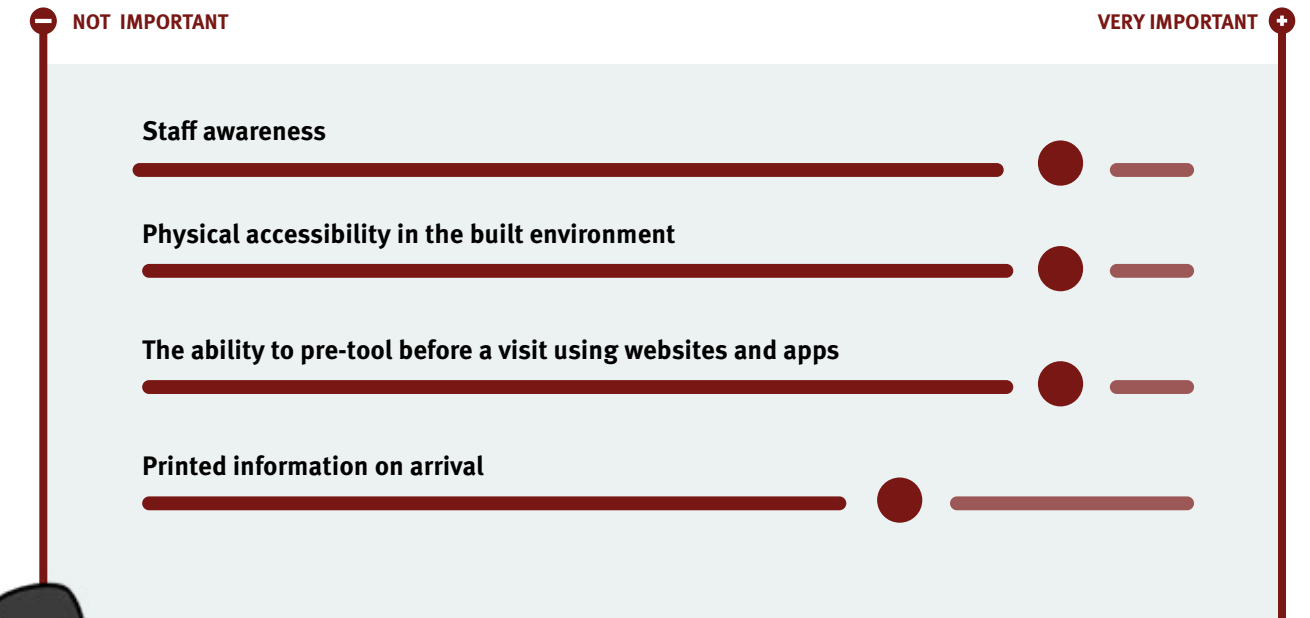 NOT IMPORTANT
VERY IMPORTANT
Staff awareness
Physical accessibility in the built environment
The ability to pre-tool before a visit using websites and apps
Printed information on arrival